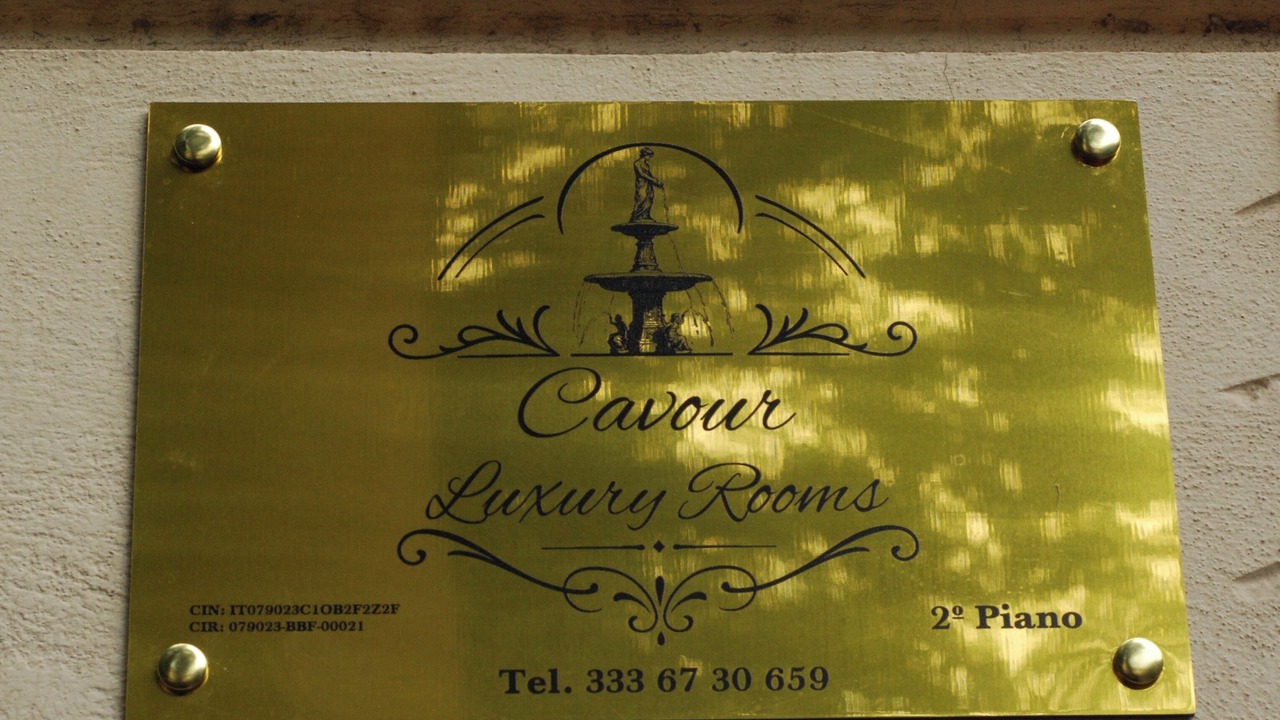 Cavour
Luxury Rooms
CIN: IT079023C1OB2F2Z2F
CIR: 079023-BBF-00021
2º Piano
Tel. 333 67 30 659